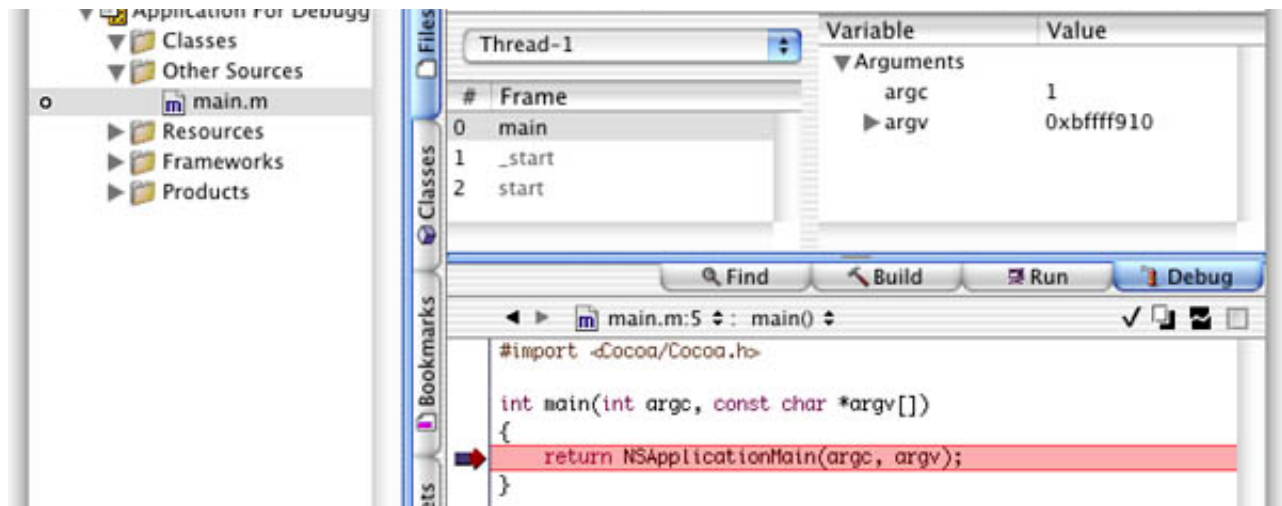 Application For Debugg
Classes
Other Sources
main.m
Resources
Frameworks
Products
Files
Classes
Bookmarks
Thread-1
# Frame
0 main
1 _start
2 start
Variable Value
Arguments
argc 1
argv 0xbffff910
Find Build Run Debug
main.m:5 : main()
#import <Cocoa/Cocoa.h>
int main(int argc, const char *argv[])
{
return NSApplicationMain(argc, argv);
}